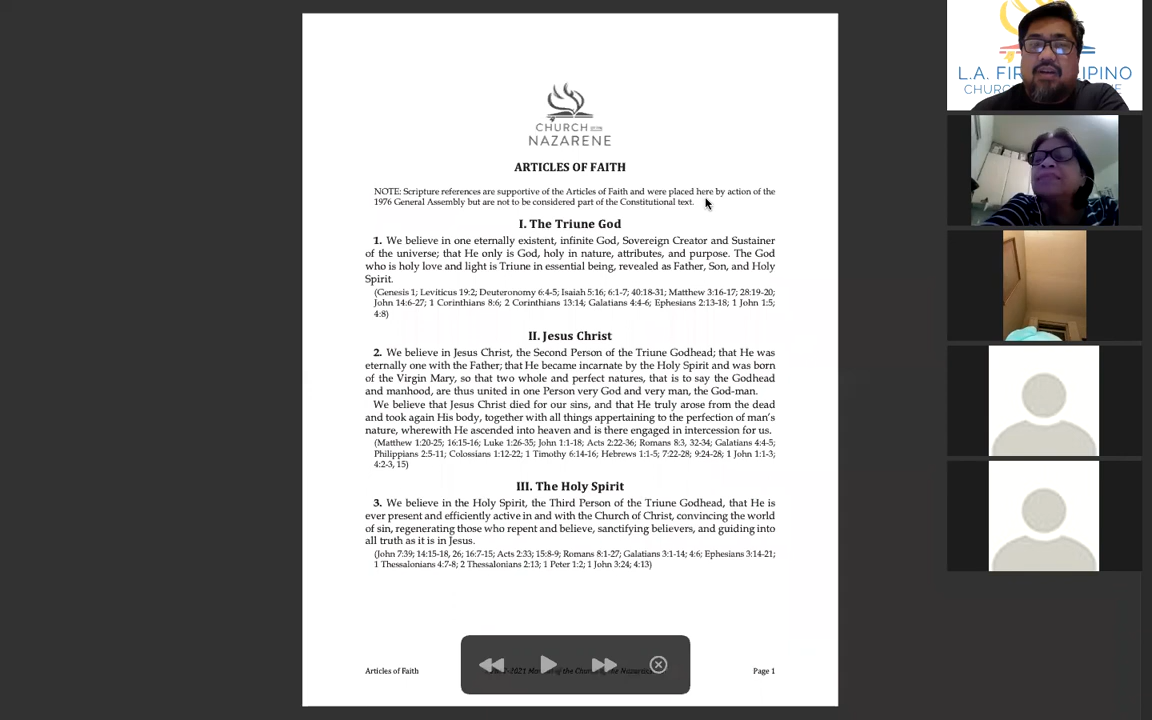 CHURCH OF THE
NAZARENE
ARTICLES OF FAITH
NOTE: Scripture references are supportive of the Articles of Faith and were placed here by action of the
1976 General Assembly but are not to be considered part of the Constitutional text.
I. The Triune God
1. We believe in one eternally existent, infinite God, Sovereign Creator and Sustainer
of the universe; that He only is God, holy in nature, attributes, and purpose. The God
who is holy love and light is Triune in essential being, revealed as Father, Son, and Holy
Spirit.
(Genesis 1; Leviticus 19:2; Deuteronomy 6:4-5; Isaiah 5:16; 6:1-7; 40:18-31; Matthew 3:16-17; 28:19-20;
John 14:6-27; 1 Corinthians 8:6; 2 Corinthians 13:14; Galatians 4:4-6; Ephesians 2:13-18; 1 John 1:5;
4:8)
II. Jesus Christ
2. We believe in Jesus Christ, the Second Person of the Triune Godhead; that He was
eternally one with the Father; that He became incarnate by the Holy Spirit and was born
of the Virgin Mary, so that two whole and perfect natures, that is to say the Godhead
and manhood, are thus united in one Person very God and very man, the God-man.
We believe that Jesus Christ died for our sins, and that He truly arose from the dead
and took again His body, together with all things appertaining to the perfection of man's
nature, wherewith He ascended into heaven and is there engaged in intercession for us.
(Matthew 1:20-25; 16:15-16; Luke 1:26-35; John 1:1-18; Acts 2:22-36; Romans 8:3, 32-34; Galatians 4:4-5;
Philippians 2:5-11; Colossians 1:12-22; 1 Timothy 6:14-16; Hebrews 1:1-5; 7:22-28; 9:24-28; 1 John 1:1-3;
4:2-3, 15)
III. The Holy Spirit
3. We believe in the Holy Spirit, the Third Person of the Triune Godhead, that He is
ever present and efficiently active in and with the Church of Christ, convincing the world
of sin, regenerating those who repent and believe, sanctifying believers, and guiding into
all truth as it is in Jesus.
(John 7:39; 14:15-18, 26; 16:7-15; Acts 2:33; 15:8-9; Romans 8:1-27; Galatians 3:1-14; 4:6; Ephesians 3:14-21;
1 Thessalonians 4:7-8; 2 Thessalonians 2:13; 1 Peter 1:2; 1 John 3:24; 4:13)
Articles of Faith
of the Church of the
Page 1
L.A. FIR IPINO
CHURC NE